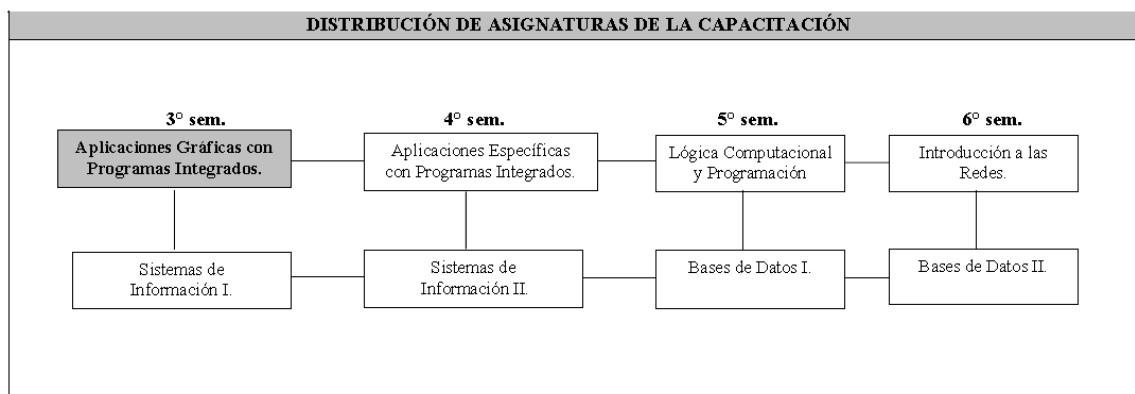 DISTRIBUCIÓN DE ASIGNATURAS DE LA CAPACITACIÓN
3° sem.
4° sem.
5° sem.
6° sem.
Aplicaciones Gráficas con
Programas Integrados.
Aplicaciones Específicas
con Programas Integrados.
Lógica Computacional
y Programación
Introducción a las
Redes.
Sistemas de
Información I.
Sistemas de
Información II.
Bases de Datos I.
Bases de Datos II.